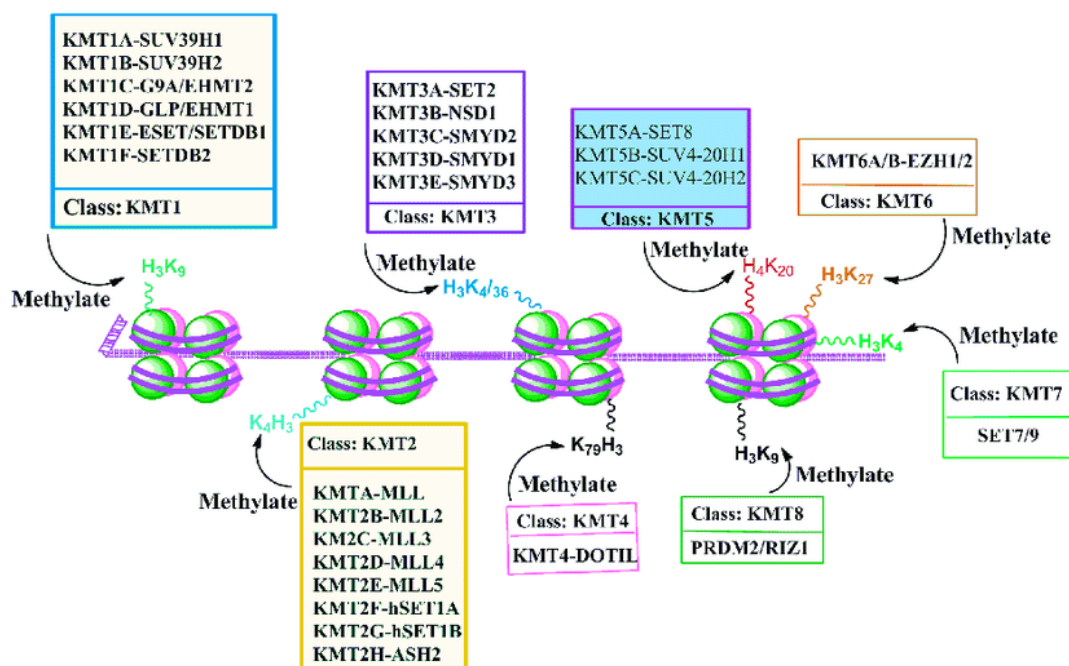 KMT1A-SUV39H1
KMT1B-SUV39H2
KMT1C-G9A/EHMT2
KMT1D-GLP/EHMT1
KMT1E-ESET/SETDB1
KMT1F-SETDB2
Class: KMT1
Methylate
H3K9
KMT3A-SET2
KMT3B-NSD1
KMT3C-SMYD2
KMT3D-SMYD1
KMT3E-SMYD3
Class: KMT3
Methylate
H3K4/36
KMT5A-SET8
KMT5B-SUV4-20H1
KMT5C-SUV4-20H2
Class: KMT5
Methylate
H4K20
KMT6A/B-EZH1/2
Class: KMT6
Methylate
H3K27
H3K4
Methylate
Class: KMT7
SET7/9
K4H3
Methylate
Class: KMT2
KMTA-MLL
KMT2B-MLL2
KM2C-MLL3
KMT2D-MLL4
KMT2E-MLL5
KMT2F-hSET1A
KMT2G-hSET1B
KMT2H-ASH2
K79H3
Methylate
Class: KMT4
KMT4-DOTIL
H3K9
Methylate
Class: KMT8
PRDM2/RIZ1